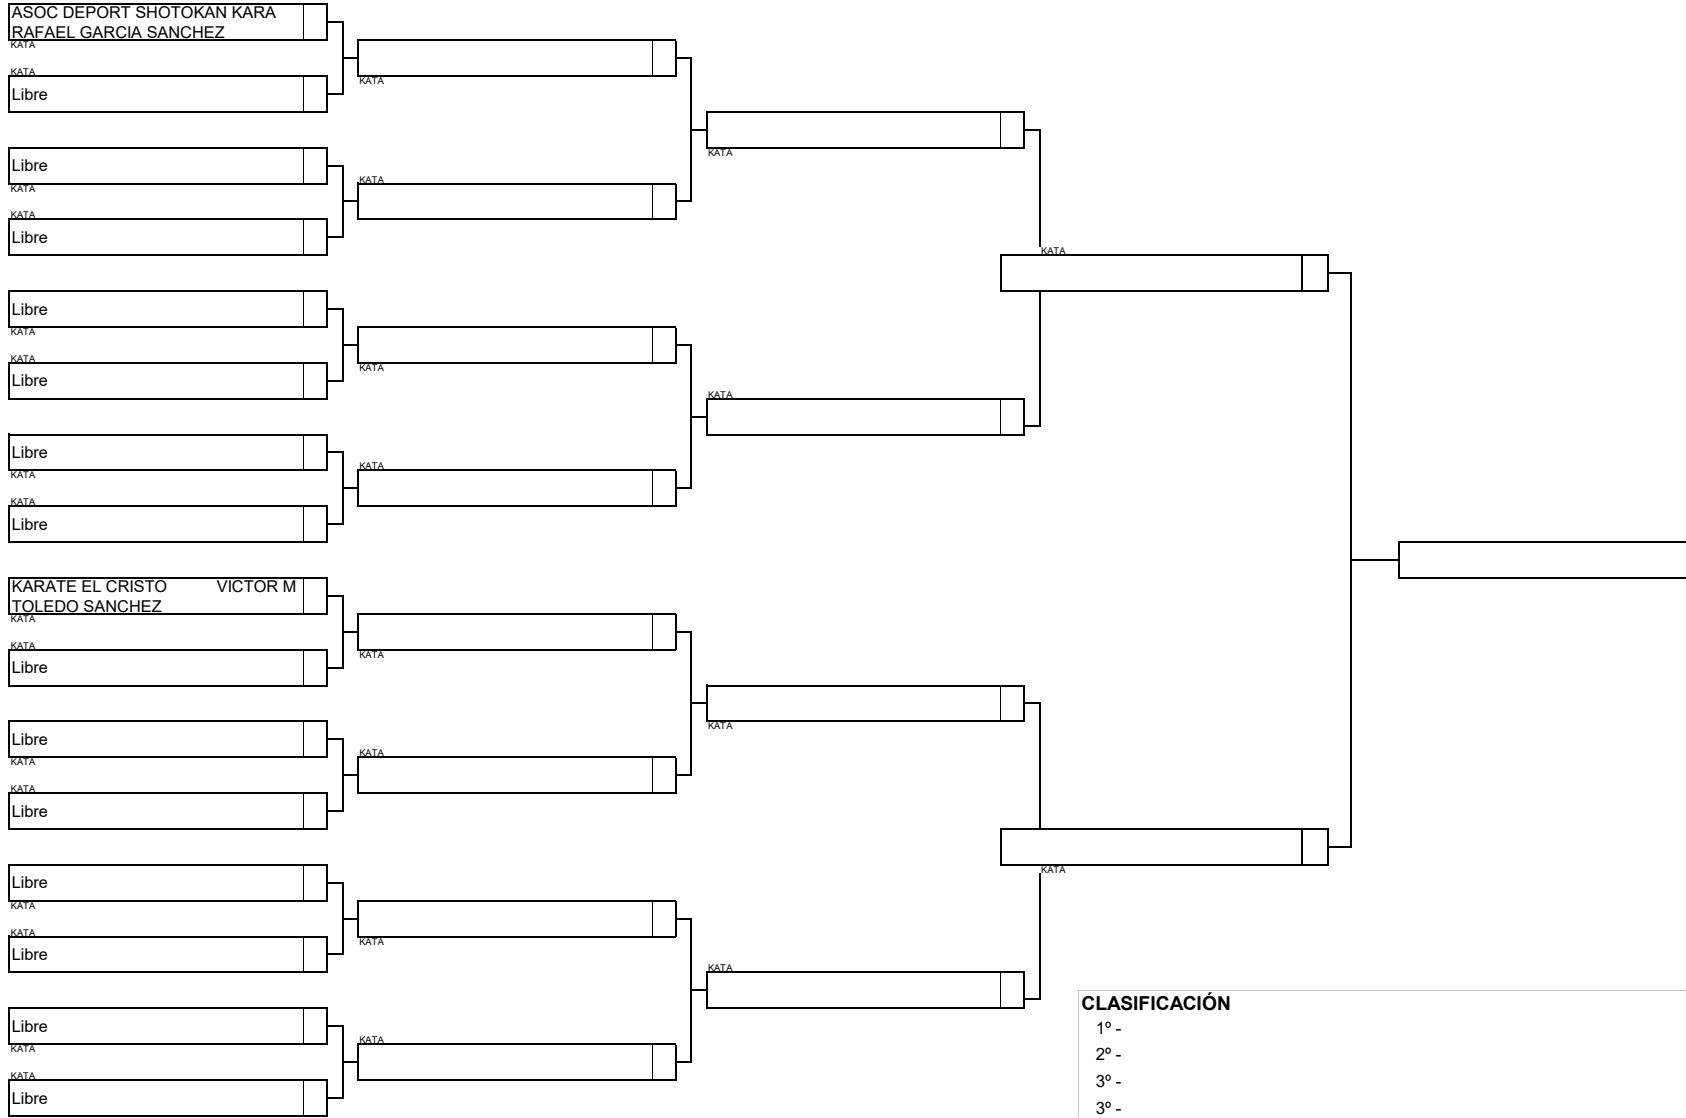 ASOC DEPORT SHOTOKAN KARA
RAFAEL GARCIA SANCHEZ
KATA
KATA
Libre
Libre
KATA
KATA
Libre
Libre
KATA
KATA
Libre
Libre
KATA
KATA
Libre
KARATE EL CRISTO VICTOR M
TOLEDO SANCHEZ
KATA
KATA
Libre
Libre
KATA
KATA
Libre
Libre
KATA
KATA
Libre
Libre
KATA
KATA
Libre
KATA
KATA
KATA
KATA
KATA
KATA
KATA
KATA
KATA
KATA
KATA
KATA
KATA
KATA
CLASIFICACIÓN
1º -
2º -
3º -
3º -